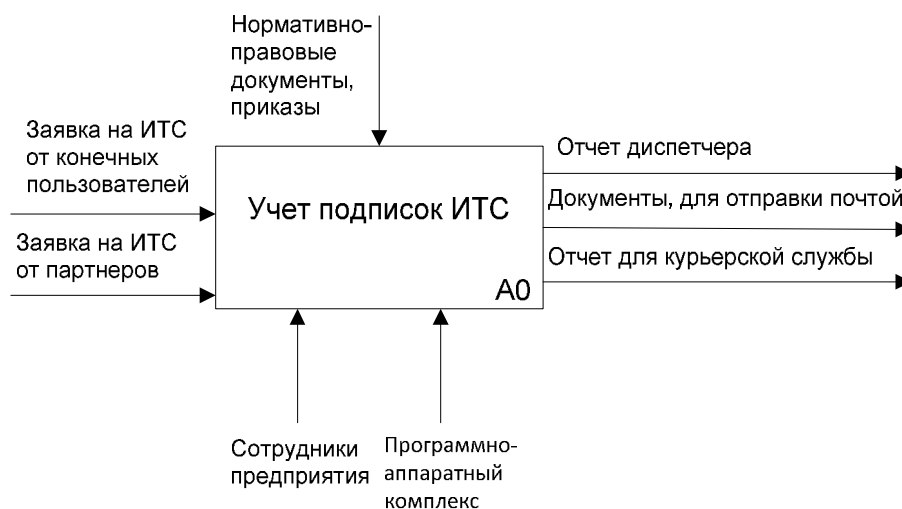 Нормативно-
правовые
документы,
приказы
Заявка на ИТС
от конечных
пользователей
Заявка на ИТС
от партнеров
Учет подписок ИТС
A0
Отчет диспетчера
Документы, для отправки почтой
Отчет для курьерской службы
Сотрудники
предприятия
Программно-
аппаратный
комплекс